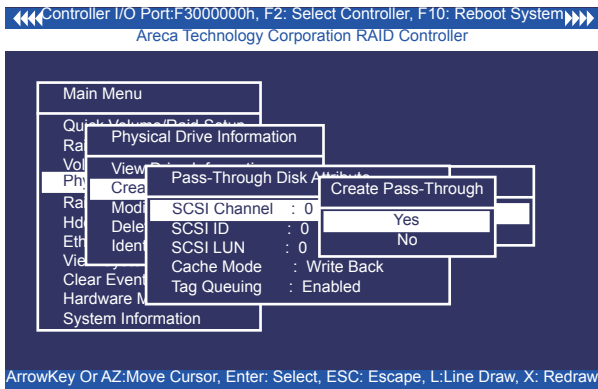 Controller I/O Port:F3000000h, F2: Select Controller, F10: Reboot System
Areca Technology Corporation RAID Controller
Main Menu
Physical Drive Information
Pass-Through Disk
Create Pass-Through
SCSI Channel : 0
Yes
SCSI ID : 0
No
SCSI LUN : 0
Cache Mode : Write Back
Tag Queuing : Enabled
Clear Event
Hardware M
System Information
ArrowKey Or AZ:Move Cursor, Enter: Select, ESC: Escape, L:Line Draw, X: Redraw